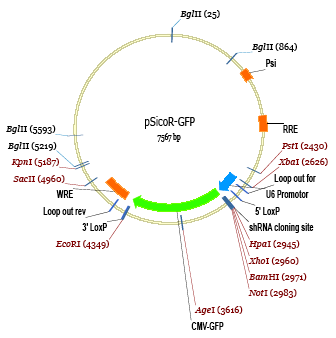 BglII (25)
BglII (864)
Psi
pSicoR-GFP
7567 bp
RRE
PstI (2430)
XbaI (2626)
Loop out for
U6 Promotor
5' LoxP
shRNA cloning site
HpaI (2945)
XhoI (2960)
BamHI (2971)
NotI (2983)
AgeI (3616)
CMV-GFP
EcoRI (4349)
3' LoxP
Loop out rev
WRE
SacII (4960)
KpnI (5187)
BglII (5219)
BglII (5593)